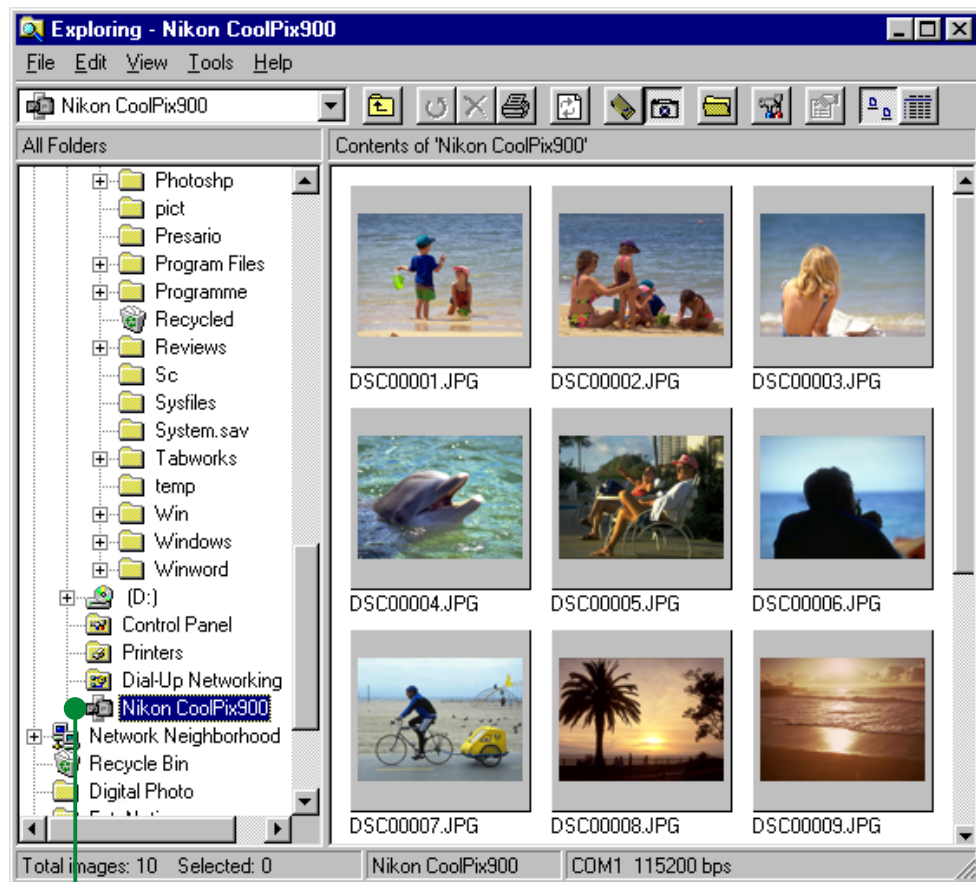 Exploring - Nikon CoolPix900
File Edit View Tools Help
Nikon CoolPix900
All Folders
Contents of 'Nikon CoolPix900'
Photoshp
pict
Presario
Program Files
Programme
Recycled
Reviews
Sc
Sysfiles
System.sav
Tabworks
temp
Win
Windows
Winword
(D:)
Control Panel
Printers
Dial-Up Networking
Nikon CoolPix900
Network Neighborhood
Recycle Bin
Digital Photo
DSC00001.JPG DSC00002.JPG DSC00003.JPG
DSC00004.JPG DSC00005.JPG DSC00006.JPG
DSC00007.JPG DSC00008.JPG DSC00009.JPG
Total images: 10 Selected: 0 Nikon CoolPix900 COM1 115200 bps